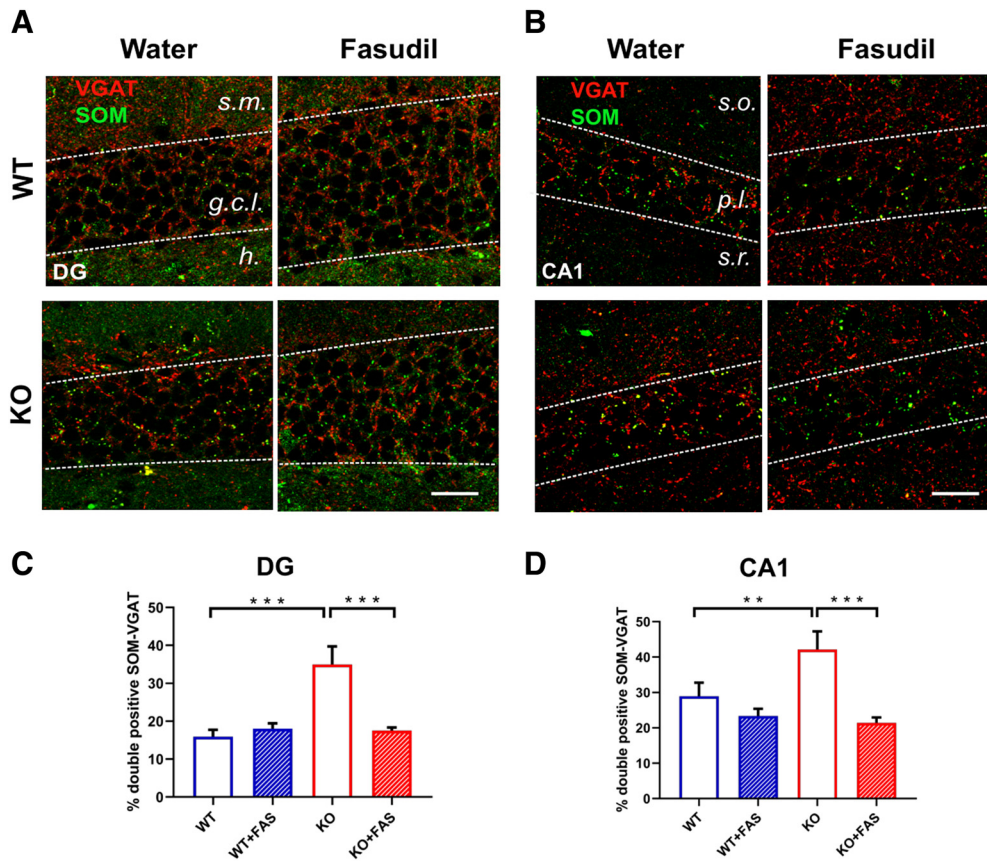 A
B
Water
Fasudil
Water
Fasudil
WT
VGAT
SOM
s.m.
g.c.l.
h.
DG
VGAT
SOM
s.o.
p.l.
s.r.
CA1
KO
C
D
DG
% double positive SOM-VGAT
50
40
30
20
10
0
* * *
* * *
WT
WT+FAS
KO
KO+FAS
CA1
% double positive SOM-VGAT
50
40
30
20
10
0
* *
* * *
WT
WT+FAS
KO
KO+FAS